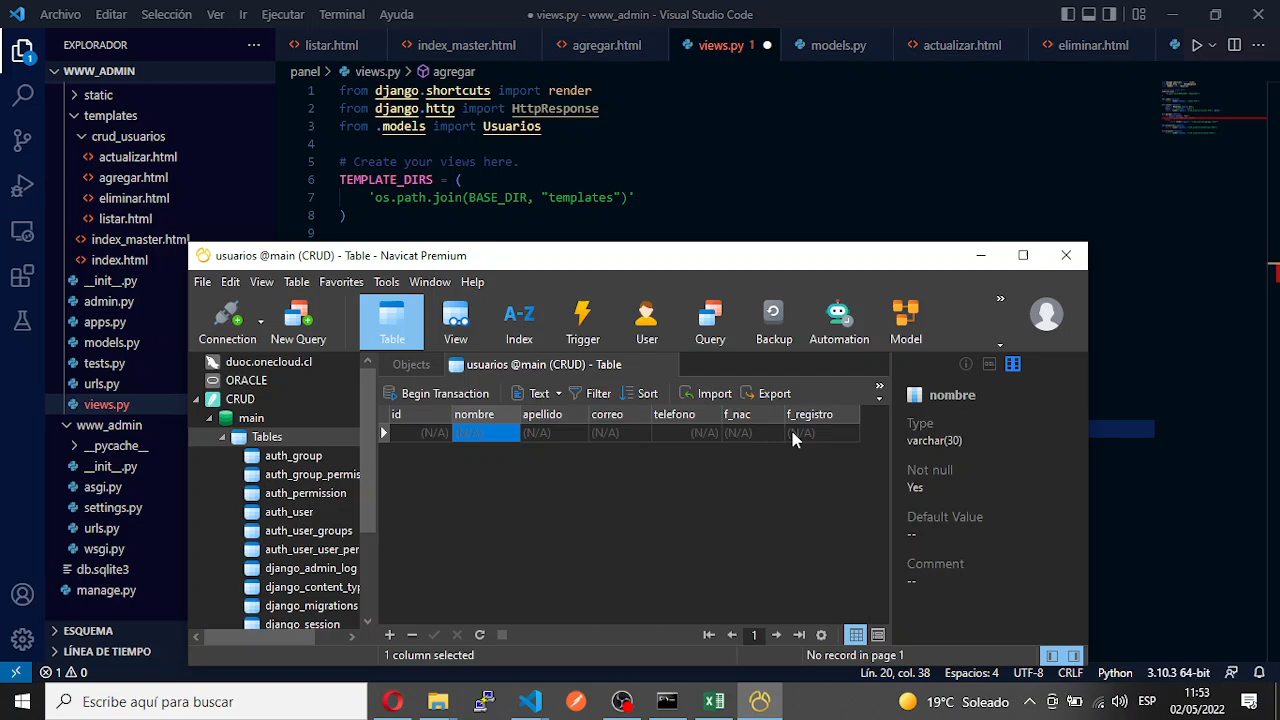 Archivo Editar Selección Ver Ir Ejecutar Terminal Ayuda
● views.py - www_admin - Visual Studio Code
EXPLORADOR
WWW_ADMIN
static
templates
crud_usuarios
actualizar.html
agregar.html
eliminar.html
listar.html
index_master.html
index.html
__init__.py
admin.py
apps.py
models.py
tests.py
urls.py
views.py
www_admin
__pycache__
__init__.py
asgi.py
settings.py
urls.py
wsgi.py
db.sqlite3
manage.py
ESQUEMA
LÍNEA DE TIEMPO
1
listar.html index_master.html agregar.html views.py 1 ● models.py actualizar.html eliminar.html
panel > views.py > agregar
1 from django.shortcuts import render
2 from django.http import HttpResponse
3 from .models import Usuarios
4
5 # Create your views here.
6 TEMPLATE_DIRS = (
7 'os.path.join(BASE_DIR, "templates")'
8 )
9
usuarios @main (CRUD) - Table - Navicat Premium
File Edit View Table Favorites Tools Window Help
Connection New Query Table View Index Trigger User Query Backup Automation Model
A-Z
duoc.onecloud.cl
ORACLE
CRUD
main
Tables
auth_group
auth_group_permis
auth_permission
auth_user
auth_user_groups
auth_user_user_per
django_admin_log
django_content_typ
django_migrations
django_session
Objects usuarios @main (CRUD) - Table
Begin Transaction Text Filter Sort Import Export
id nombre apellido correo telefono f_nac f_registro
(N/A) (N/A) (N/A) (N/A) (N/A) (N/A) (N/A)
nombre
Type
varchar(30)
Not null
Yes
Default Value
--
Comment
--
1
1 column selected No record in page 1
1 0 Lín. 20, col. 38 Espacios: 4 UTF-8 CRLF Python 3.10.3 64-bit
Escribe aquí para buscar
19°C Soleado ESP 11:53
02/05/2022